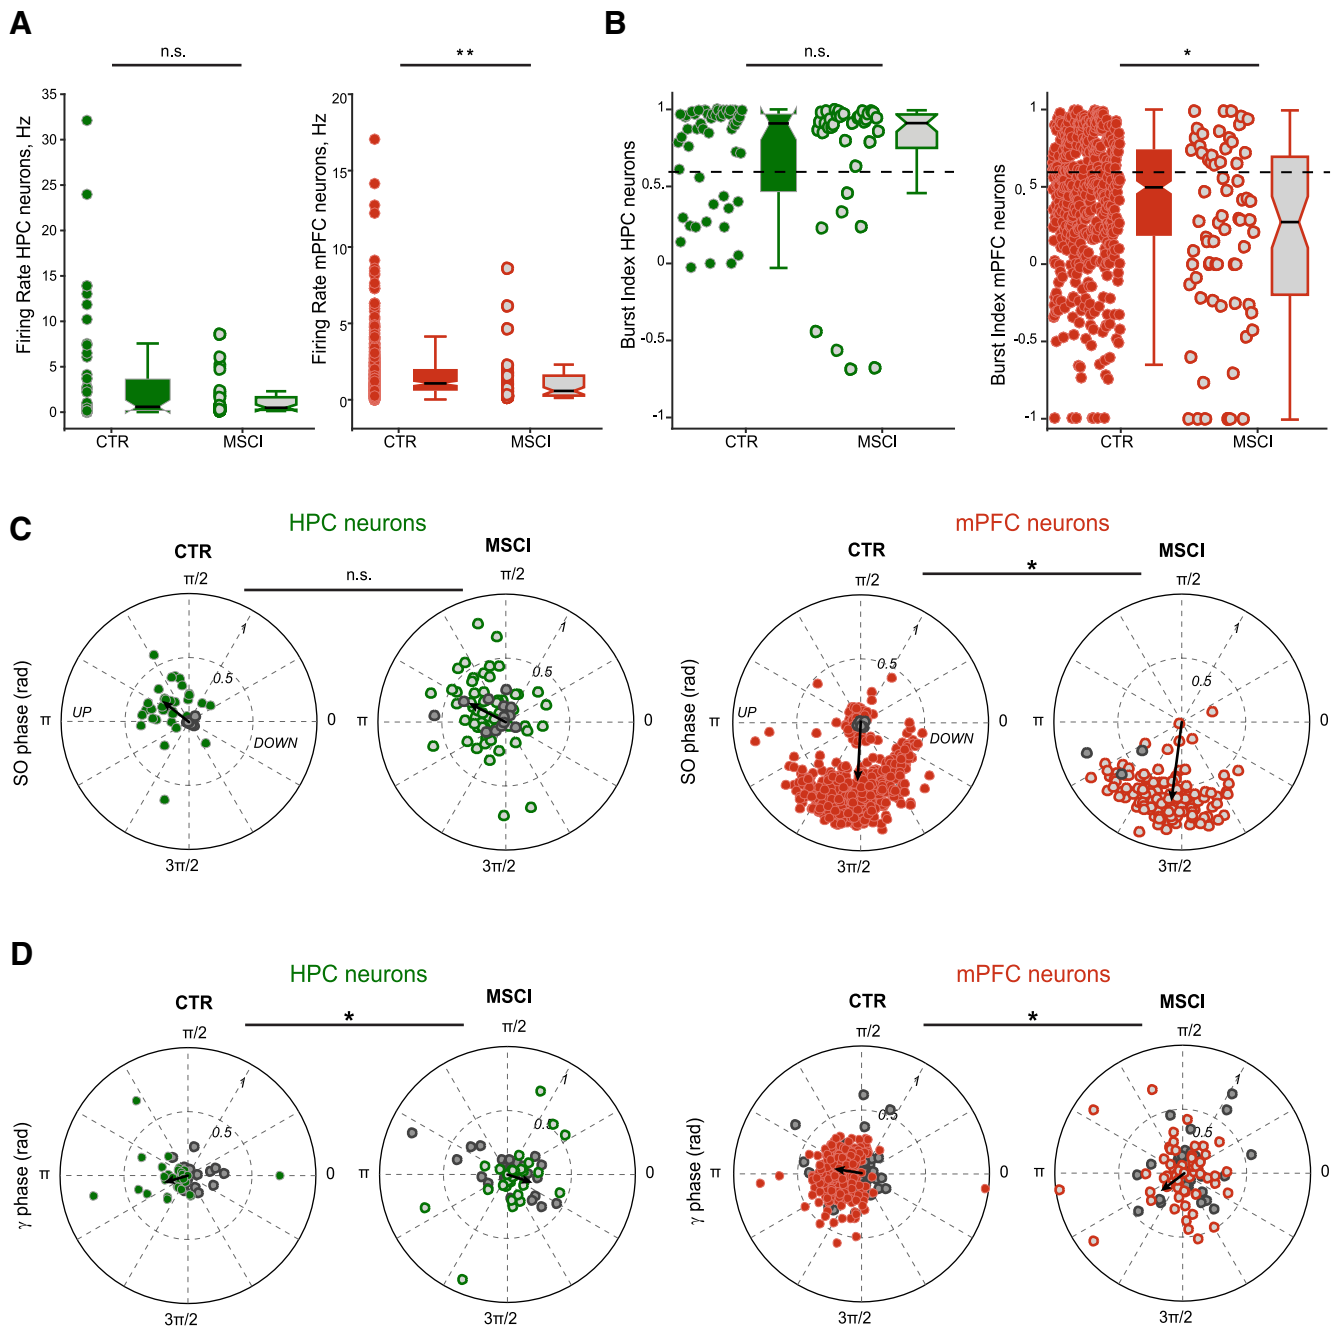 A
B
n.s.
**
n.s.
*
Firing Rate HPC neurons, Hz
35
30
25
20
15
10
5
0
CTR
MSCI
Firing Rate mPFC neurons, Hz
20
15
10
5
0
CTR
MSCI
Burst Index HPC neurons
1
0.5
0
-0.5
-1
CTR
MSCI
Burst Index mPFC neurons
1
0.5
0
-0.5
-1
CTR
MSCI
C
HPC neurons
mPFC neurons
CTR
n.s.
MSCI
CTR
*
MSCI
π/2
π/2
π/2
π/2
SO phase (rad)
π
UP
1
0.5
DOWN
0
3π/2
π
1
0.5
3π/2
SO phase (rad)
π
UP
1
0.5
DOWN
0
3π/2
π
1
0.5
0
3π/2
D
HPC neurons
mPFC neurons
CTR
*
MSCI
CTR
*
MSCI
π/2
π/2
π/2
π/2
γ phase (rad)
π
1
0.5
0
3π/2
π
1
0.5
0
3π/2
γ phase (rad)
π
1
0.5
0
3π/2
π
1
0.5
0
3π/2